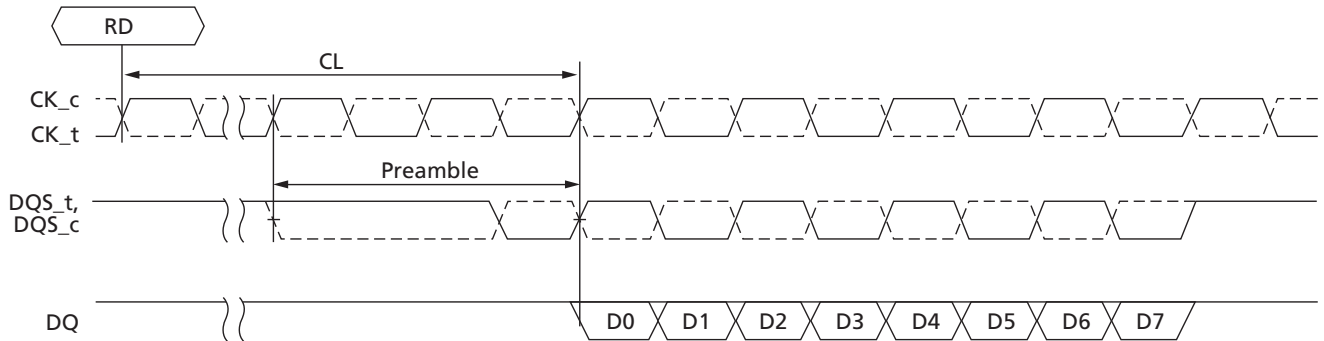 RD
CL
CK_c
CK_t
Preamble
DQS_t,
DQS_c
DQ
D0 D1 D2 D3 D4 D5 D6 D7